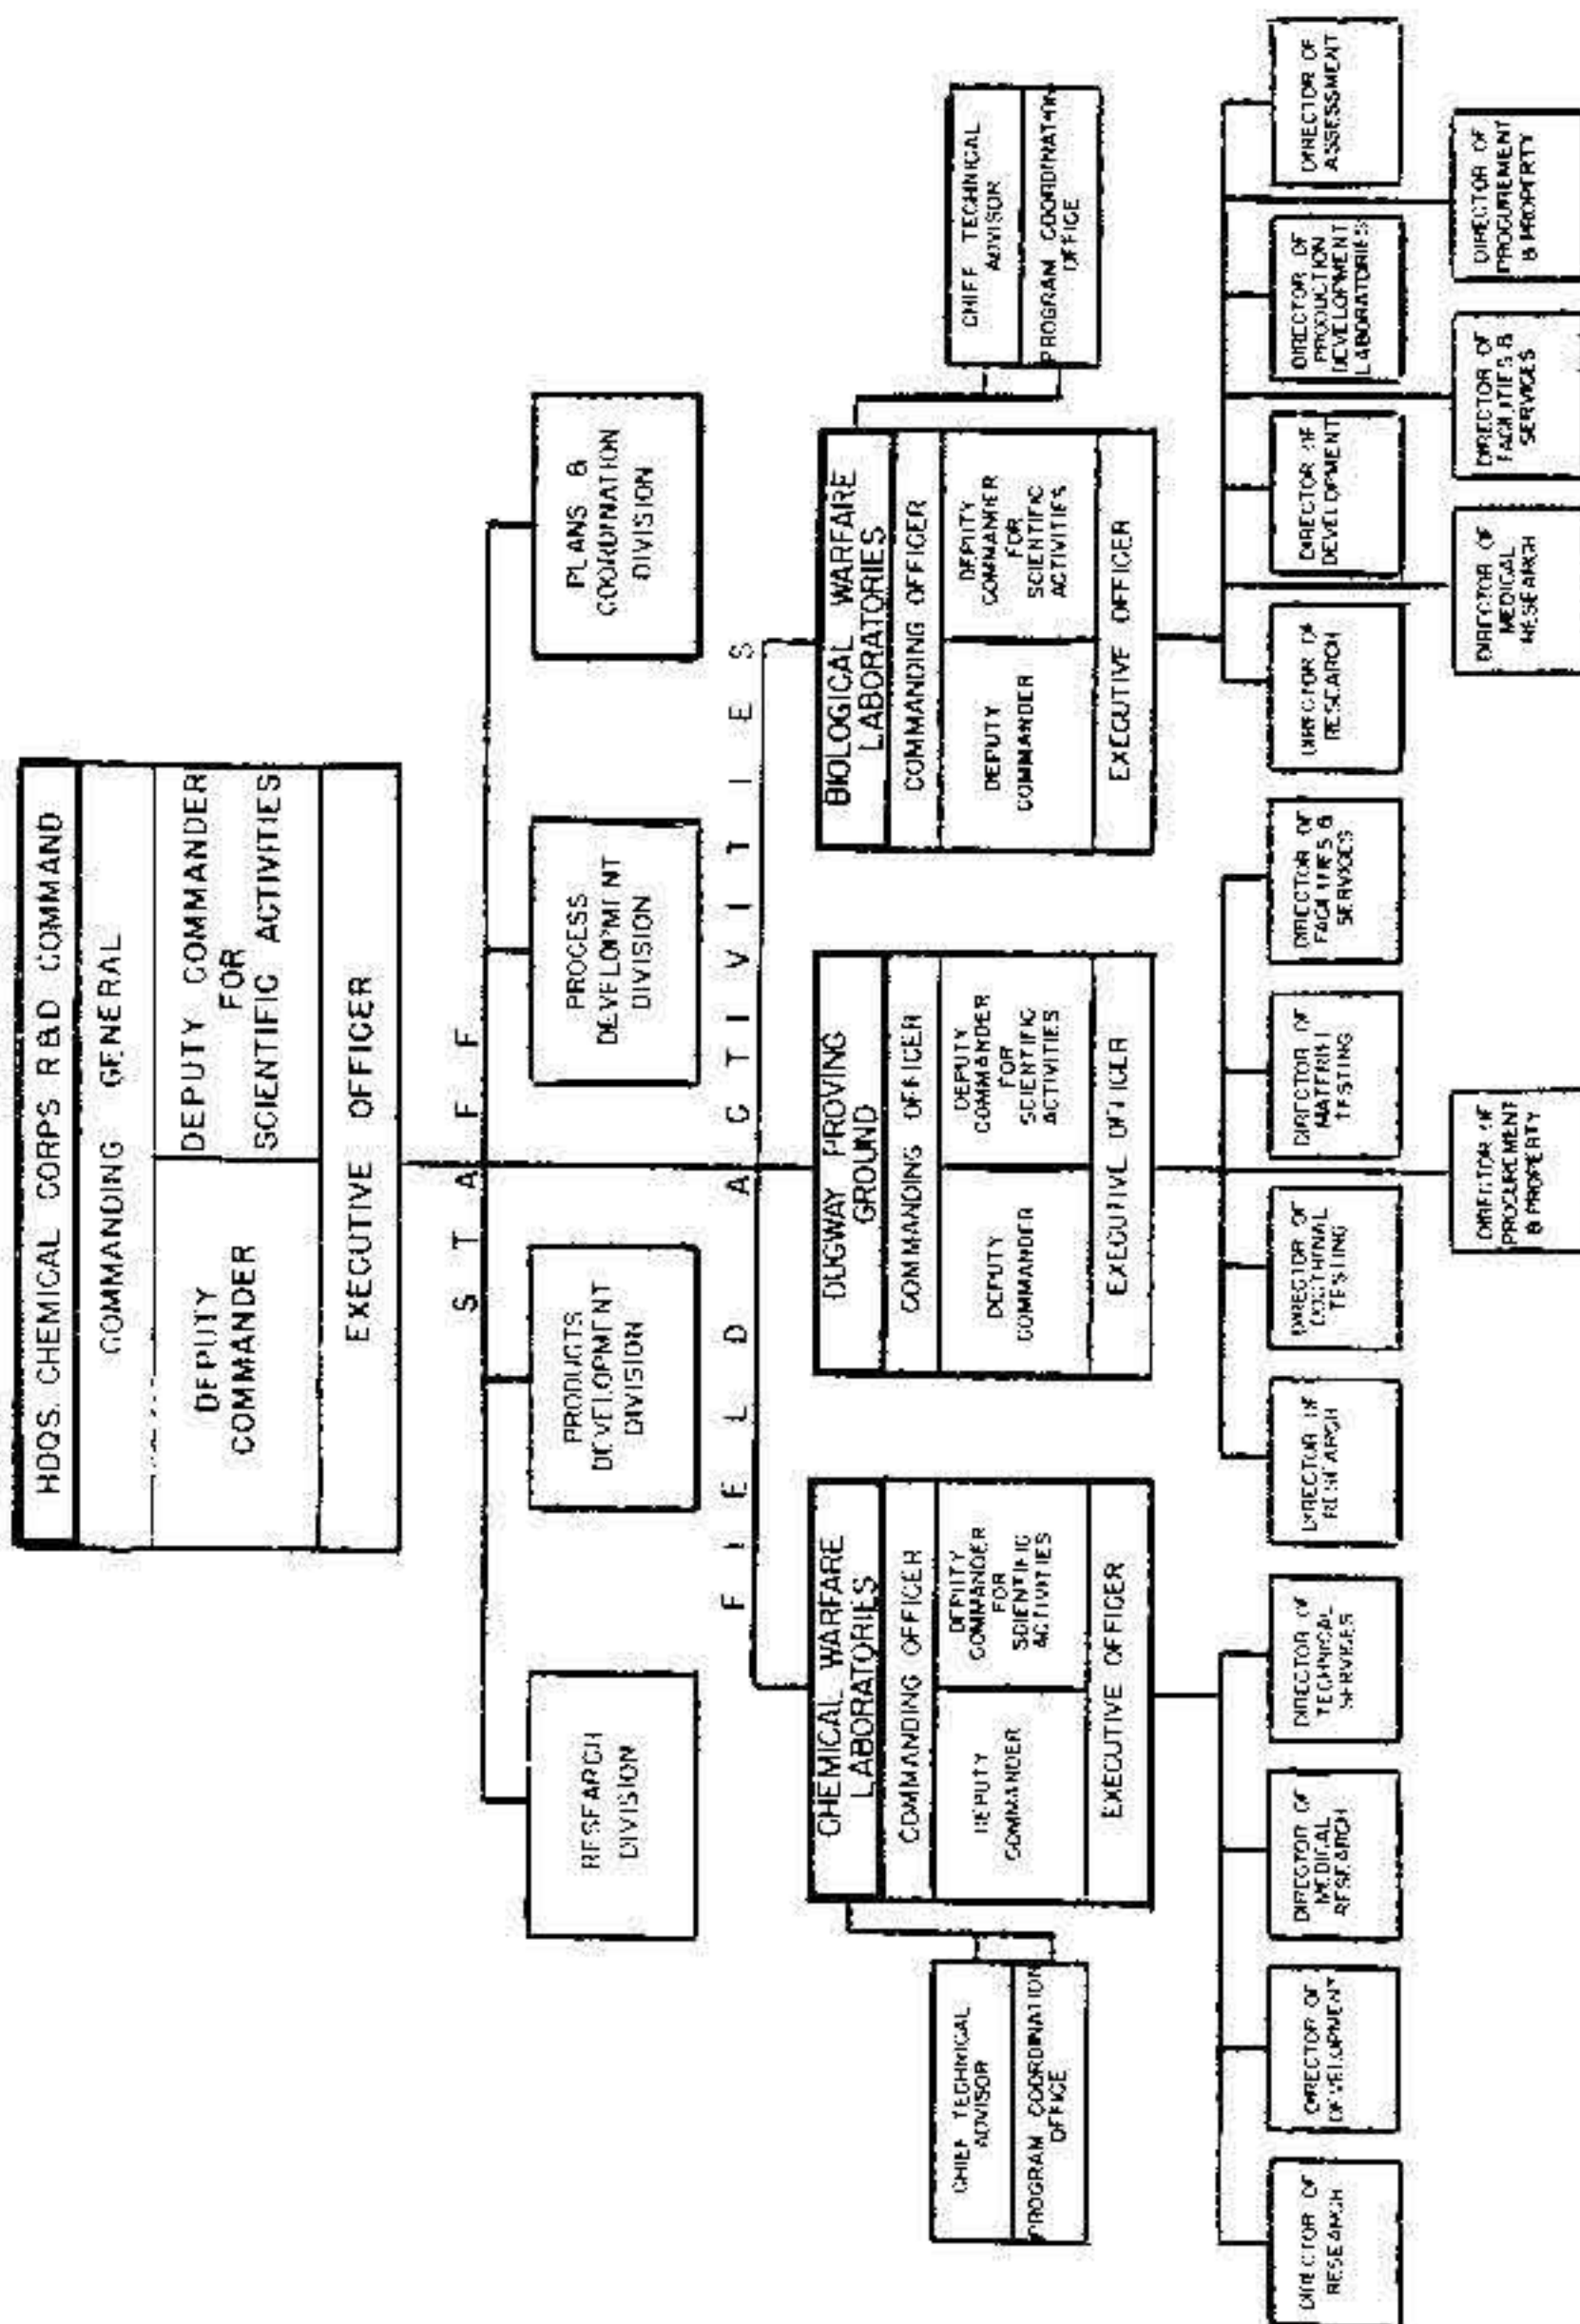 HDQS. CHEMICAL CORPS R&D COMMAND
COMMANDING GENERAL
DEPUTY
COMMANDER
DEPUTY COMMANDER
FOR
SCIENTIFIC ACTIVITIES
EXECUTIVE OFFICER
STAFF
RESEARCH
DIVISION
PRODUCTS
DEVELOPMENT
DIVISION
PROCESS
DEVELOPMENT
DIVISION
PLANS &
COORDINATION
DIVISION
FIELD ACTIVITIES
CHEMICAL WARFARE
LABORATORIES
COMMANDING OFFICER
DEPUTY
COMMANDER
DEPUTY
COMMANDER
FOR
SCIENTIFIC
ACTIVITIES
EXECUTIVE OFFICER
CHIEF TECHNICAL
ADVISOR
PROGRAM COORDINATION
OFFICE
DUGWAY PROVING
GROUND
COMMANDING OFFICER
DEPUTY
COMMANDER
DEPUTY
COMMANDER
FOR
SCIENTIFIC
ACTIVITIES
EXECUTIVE OFFICER
BIOLOGICAL WARFARE
LABORATORIES
COMMANDING OFFICER
DEPUTY
COMMANDER
DEPUTY
COMMANDER
FOR
SCIENTIFIC
ACTIVITIES
EXECUTIVE OFFICER
CHIEF TECHNICAL
ADVISOR
PROGRAM COORDINATION
OFFICE
DIRECTOR OF
RESEARCH
DIRECTOR OF
DEVELOPMENT
DIRECTOR OF
MEDICAL
RESEARCH
DIRECTOR OF
TECHNICAL
SERVICES
DIRECTOR OF
RESEARCH
DIRECTOR OF
DOCTRINAL
TESTING
DIRECTOR OF
MATERIEL
TESTING
DIRECTOR OF
FACILITIES &
SERVICES
DIRECTOR OF
PROCUREMENT
& PROPERTY
DIRECTOR OF
RESEARCH
DIRECTOR OF
DEVELOPMENT
DIRECTOR OF
PRODUCTION
DEVELOPMENT
LABORATORIES
DIRECTOR OF
ASSESSMENT
DIRECTOR OF
MEDICAL
RESEARCH
DIRECTOR OF
FACILITIES &
SERVICES
DIRECTOR OF
PROCUREMENT
& PROPERTY